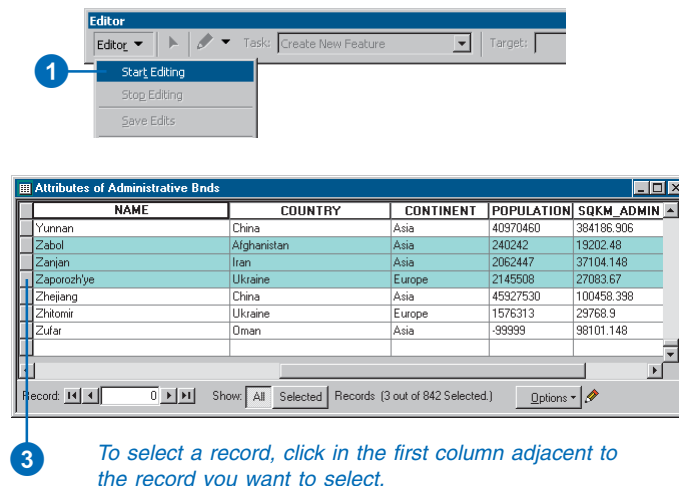 Editor
Editor Task: Create New Feature Target:
1
Start Editing
Stop Editing
Save Edits
Attributes of Administrative Bnds
NAME COUNTRY CONTINENT POPULATION SQKM_ADMIN
Yunnan China Asia 40970460 384186.906
Zabol Afghanistan Asia 240242 19202.48
Zanjan Iran Asia 2062447 37104.148
Zaporozh'ye Ukraine Europe 2145508 27083.67
Zhejiang China Asia 45927530 100458.398
Zhitomir Ukraine Europe 1576313 29768.9
Zufar Oman Asia -99999 98101.148
Record: 0 Show: All Selected Records (3 out of 842 Selected.) Options
3
To select a record, click in the first column adjacent to
the record you want to select.